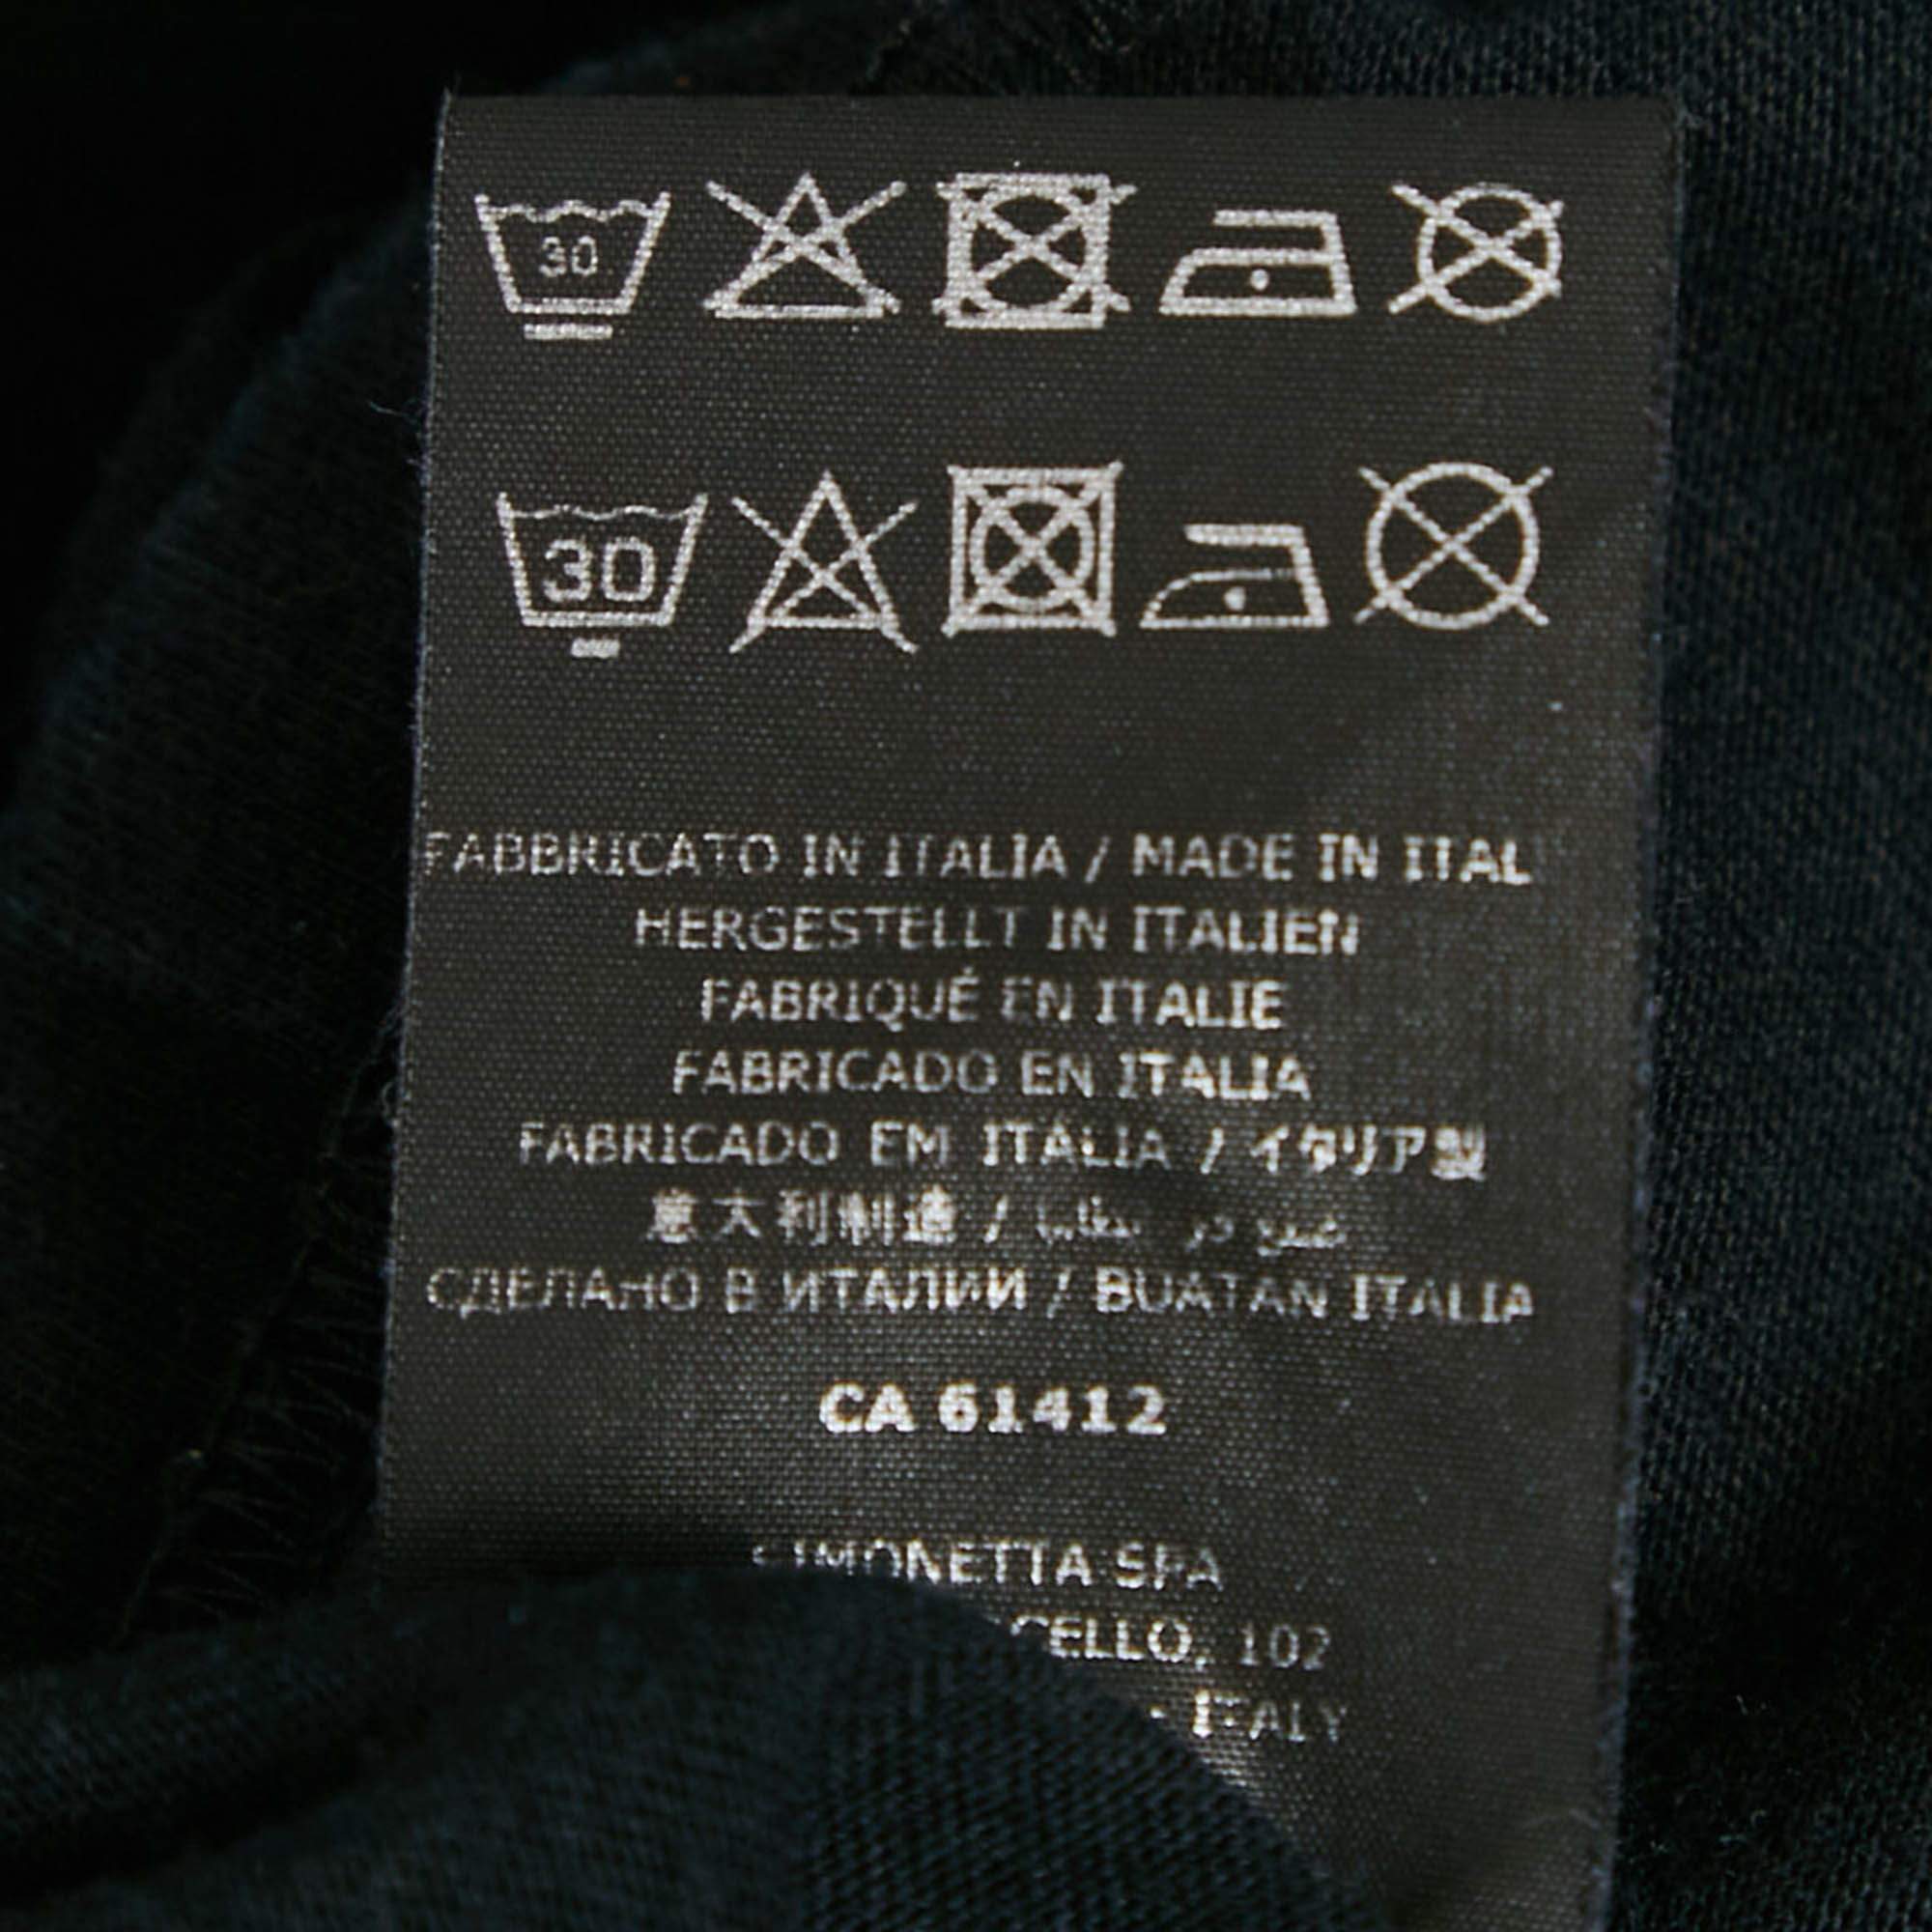 30
30
FABBRICATO IN ITALIA / MADE IN ITAL
HERGESTELLT IN ITALIEN
FABRIQUÉ EN ITALIE
FABRICADO EN ITALIA
FABRICADO EM ITÁLIA / イタリア製
意大利制造 /
СДЕЛАНО В ИТАЛИИ / BUATAN ITALIA
CA 61412
SIMONETTA SPA
CELLO, 102
- ITALY